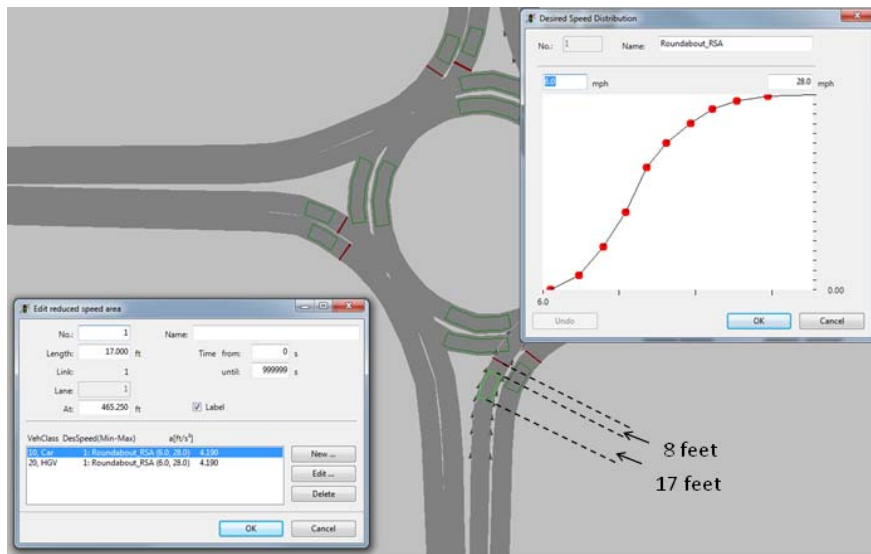 Desired Speed Distribution
No.: 1 Name: Roundabout_RSA
6.0 mph 28.0 mph
0.00
6.0
Undo OK Cancel
Edit reduced speed area
No.: 1 Name:
Length: 17.000 ft Time from: 0 s
Link: 1 until: 999999 s
Lane: 1
At: 465.250 ft Label
VehClass DesSpeed(Min-Max) a[ft/s²]
10, Car 1: Roundabout_RSA (6.0, 28.0) 4.190
20, HGV 1: Roundabout_RSA (6.0, 28.0) 4.190
New ...
Edit ...
Delete
OK Cancel
8 feet
17 feet